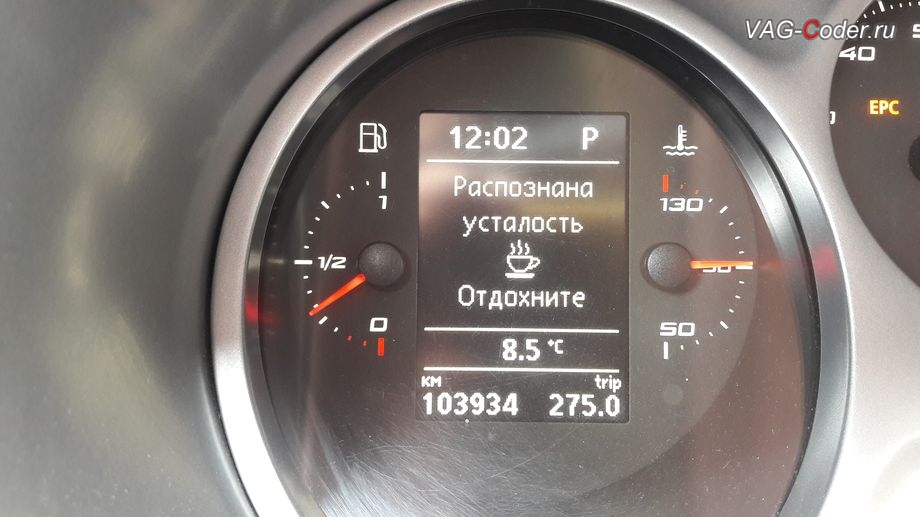 VAG-Coder.ru
40
EPC
12:02 P
1
130
Распознана
усталость
1/2
90
Отдохните
0
50
8.5 °C
км trip
103934 275.0